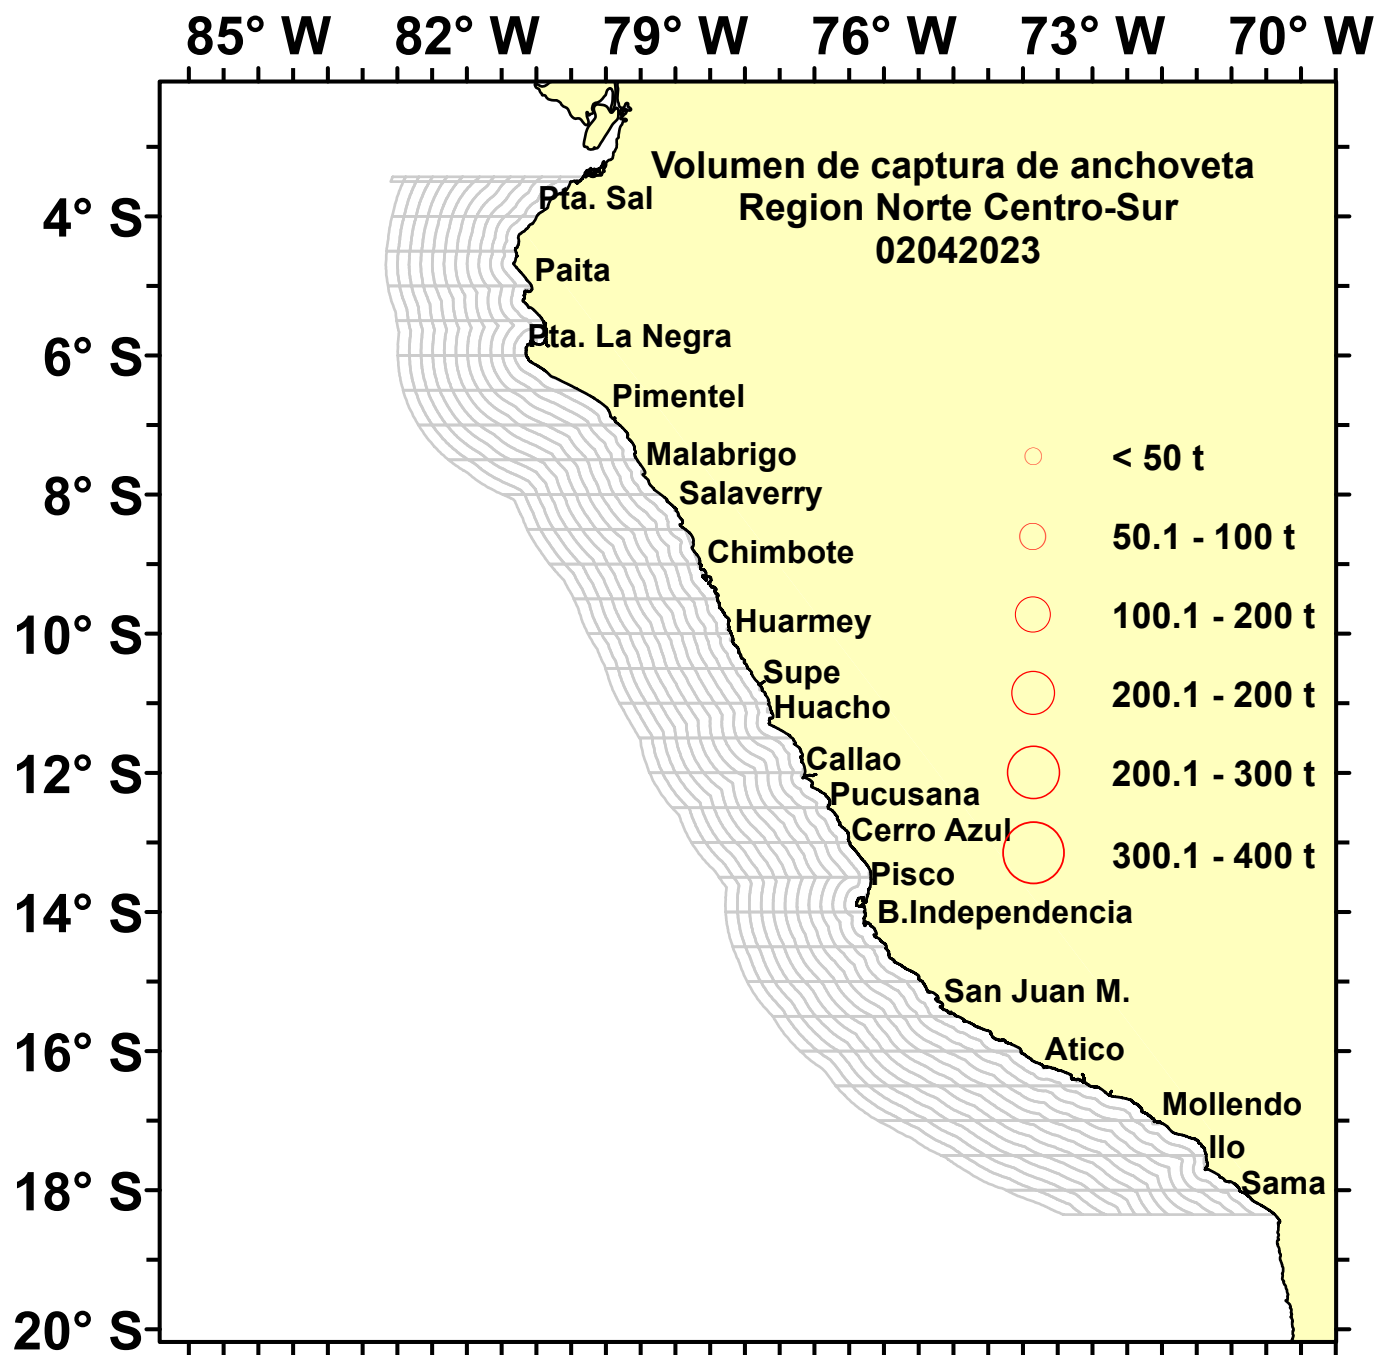 85° W 82° W 79° W 76° W 73° W 70° W
Volumen de captura de anchoveta
Region Norte Centro-Sur
02042023
4° S
6° S
8° S
10° S
12° S
14° S
16° S
18° S
20° S
Pta. Sal
Paita
Pta. La Negra
Pimentel
Malabrigo
Salaverry
Chimbote
Huarmey
Supe
Huacho
Callao
Pucusana
Cerro Azul
Pisco
B.Independencia
San Juan M.
Atico
Mollendo
Ilo
Sama
< 50 t
50.1 - 100 t
100.1 - 200 t
200.1 - 200 t
200.1 - 300 t
300.1 - 400 t